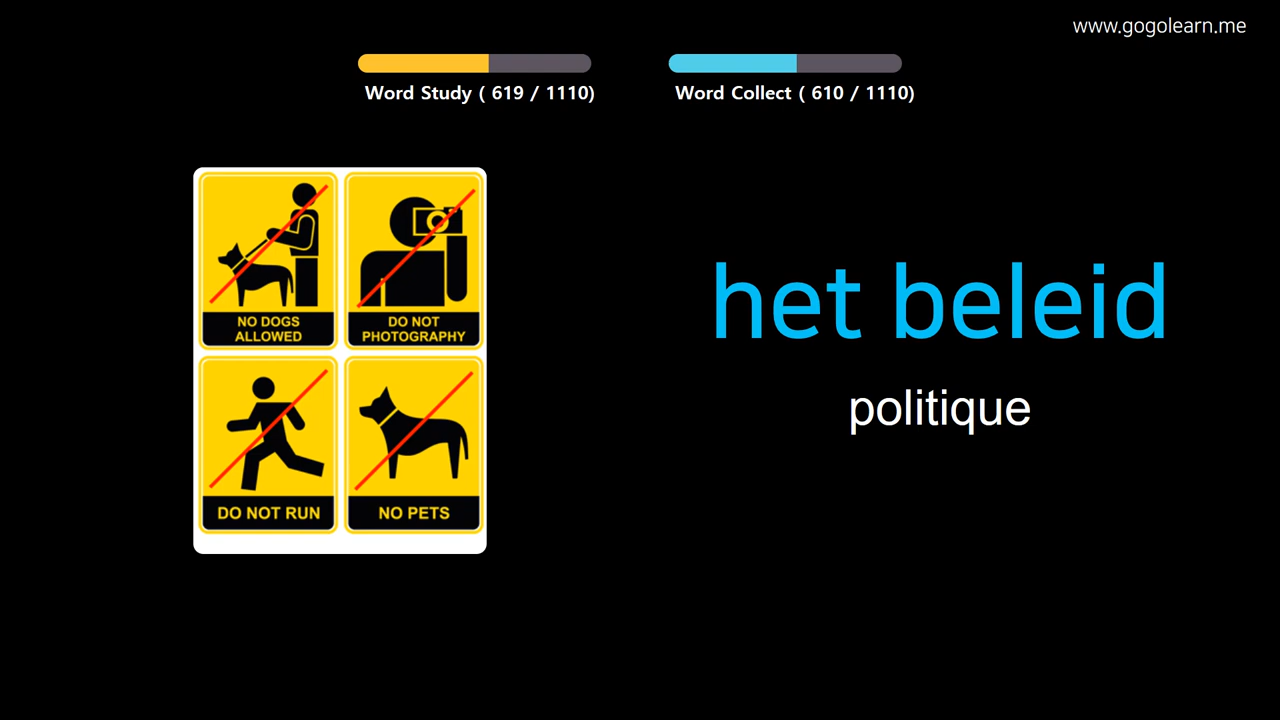 www.gogolearn.me
Word Study ( 619 / 1110)
Word Collect ( 610 / 1110)
NO DOGS
ALLOWED
DO NOT
PHOTOGRAPHY
DO NOT RUN
NO PETS
het beleid
politique